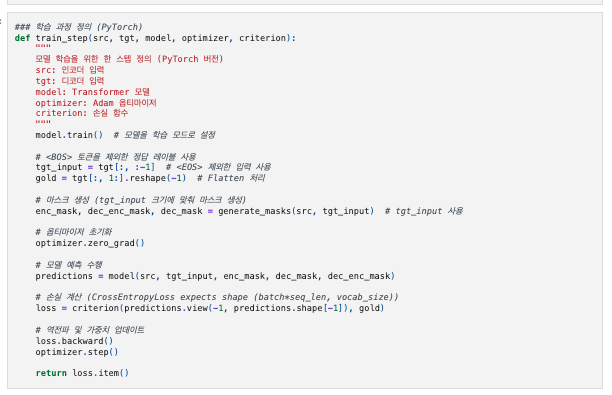 ### 학습 과정 정의 (PyTorch)
def train_step(src, tgt, model, optimizer, criterion):
    """
    모델 학습을 위한 한 스텝 정의 (PyTorch 버전)
    src: 인코더 입력
    tgt: 디코더 입력
    model: Transformer 모델
    optimizer: Adam 옵티마이저
    criterion: 손실 함수
    """
    model.train()  # 모델을 학습 모드로 설정

    # <BOS> 토큰을 제외한 정답 레이블 사용
    tgt_input = tgt[:, :-1]  # <EOS> 제외한 입력 사용
    gold = tgt[:, 1:].reshape(-1)  # Flatten 처리

    # 마스크 생성 (tgt_input 크기에 맞춰 마스크 생성)
    enc_mask, dec_enc_mask, dec_mask = generate_masks(src, tgt_input)  # tgt_input 사용

    # 옵티마이저 초기화
    optimizer.zero_grad()

    # 모델 예측 수행
    predictions = model(src, tgt_input, enc_mask, dec_mask, dec_enc_mask)

    # 손실 계산 (CrossEntropyLoss expects shape (batch*seq_len, vocab_size))
    loss = criterion(predictions.view(-1, predictions.shape[-1]), gold)

    # 역전파 및 가중치 업데이트
    loss.backward()
    optimizer.step()

    return loss.item()